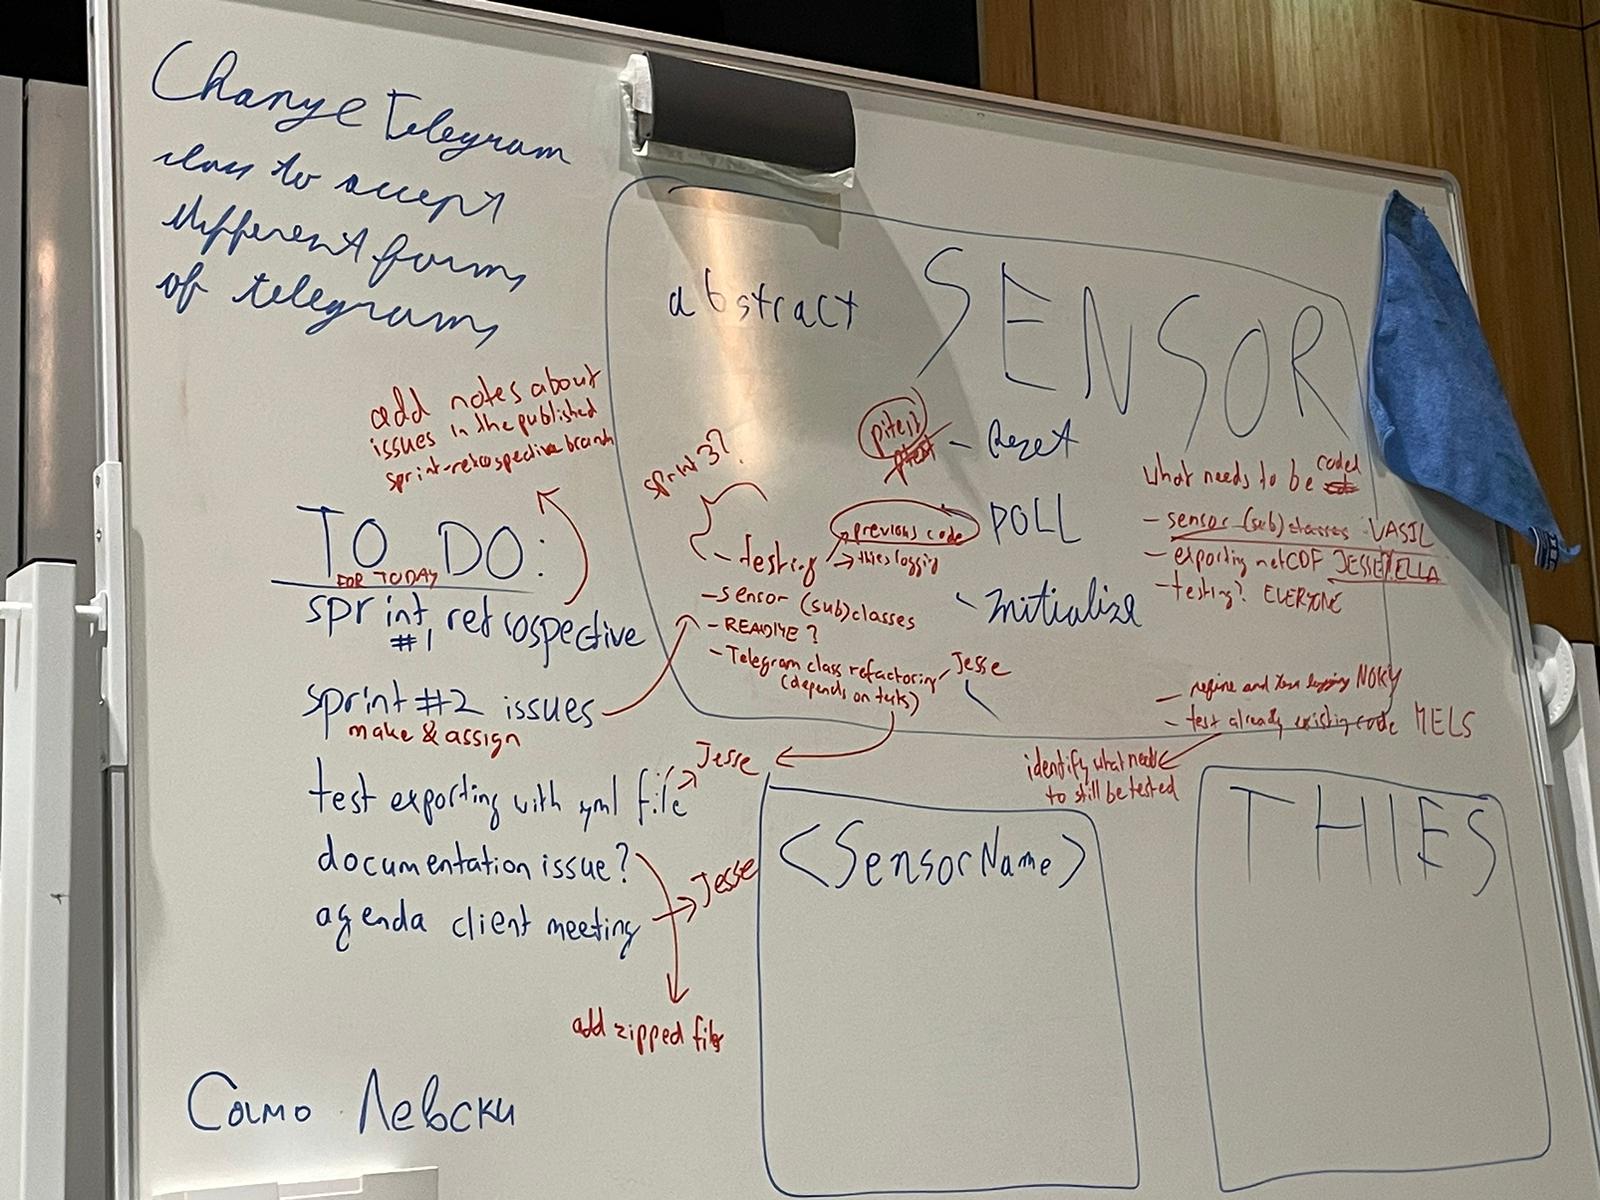 Change Telegram
class to accept
different forms
of telegrams
add notes about
issues in the published
sprint-retrospective branch
TO DO:
FOR TODAY
sprint retrospective
#1
sprint #2 issues
make & assign
test exporting with yml file
Jesse
documentation issue?
agenda client meeting
Jesse
add zipped files
Само Левски
abstract
SENSOR
pitest
ptest
- Reset
POLL
- Initialize
sprint 3?
- testing
previous code
thies logging
- sensor (sub)classes
- README?
- Telegram class refactoring
(depends on tests)
Jesse
what needs to be coded
- sensor (sub)classes VASIL
- exporting netCDF JESSE/ELLA
- testing? EVERYONE
- refine and logging NOKY
- test already existing code MELS
identify what needs
to still be tested
<SensorName>
THIES